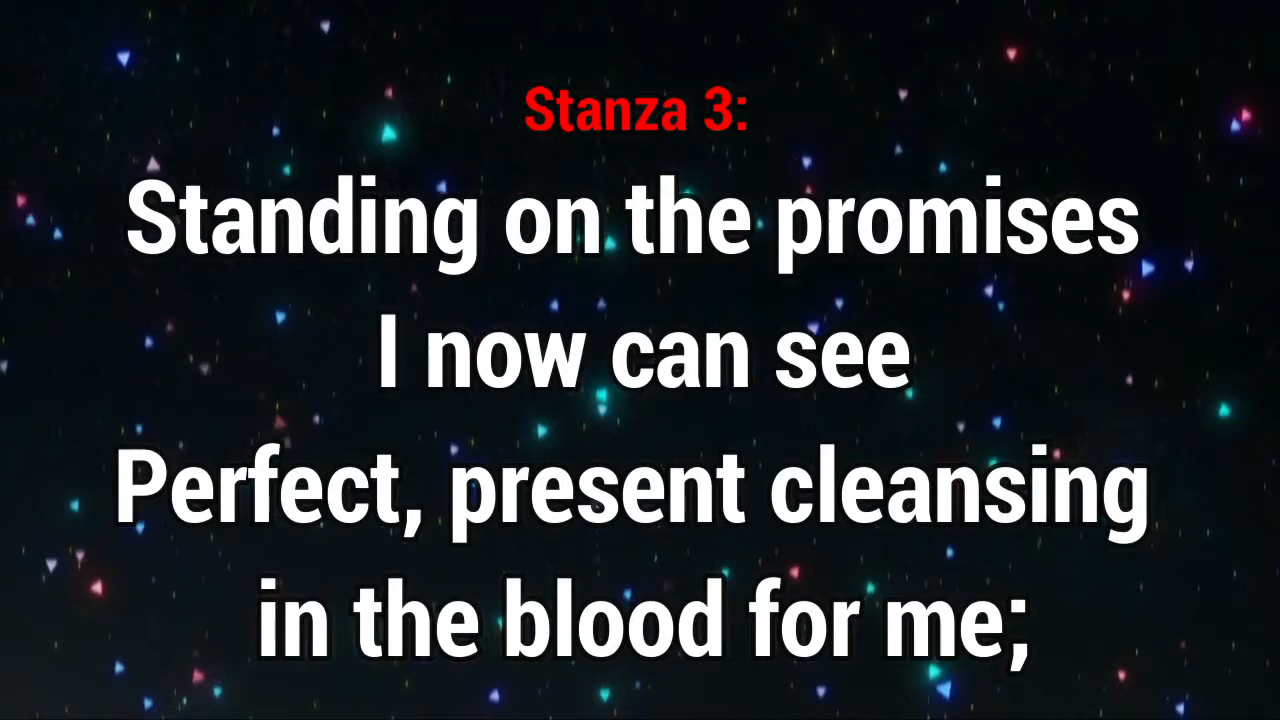 Stanza 3:
Standing on the promises
I now can see
Perfect, present cleansing
in the blood for me;